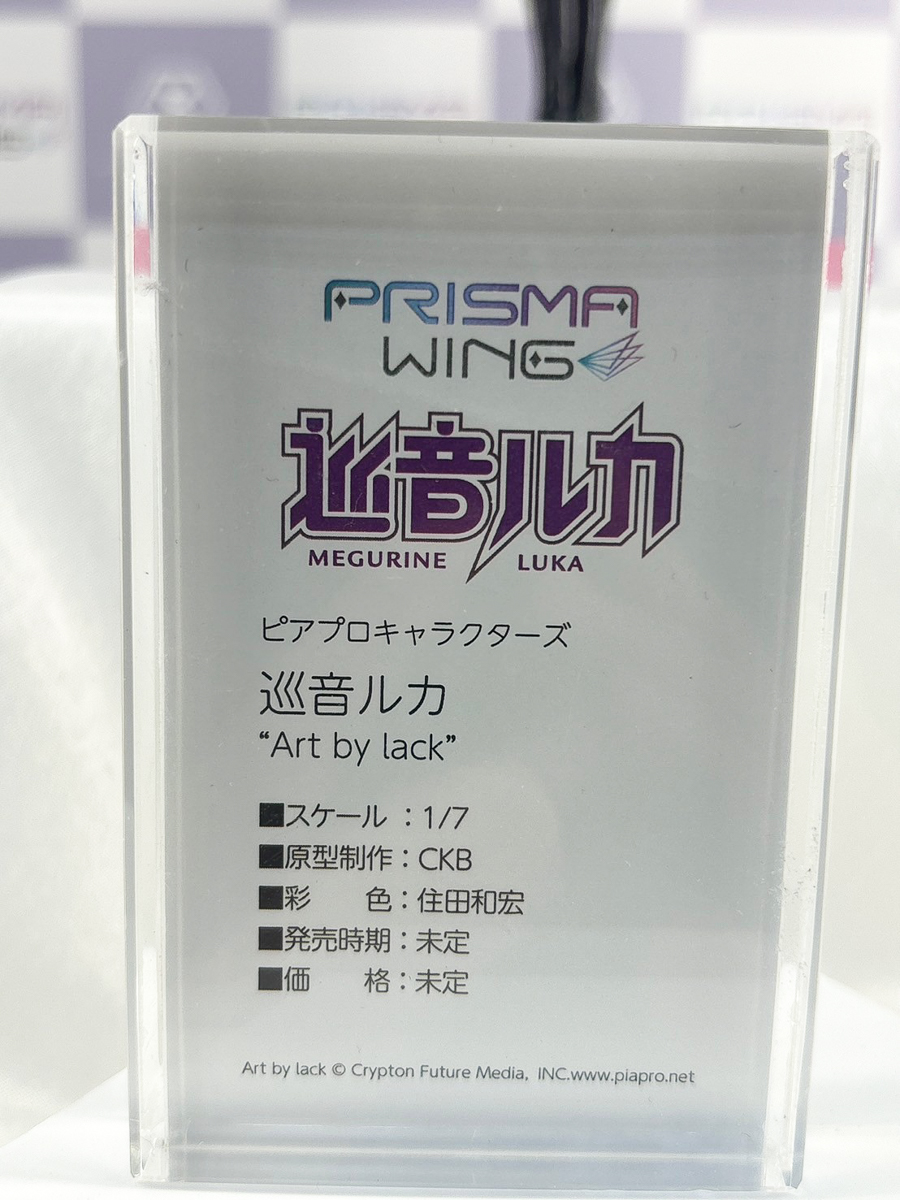 PRISMA
WING
巡音ルカ
MEGURINE LUKA
ピアプロキャラクターズ
巡音ルカ
“Art by lack”
■スケール：1/7
■原型制作：CKB
■彩　　色：住田和宏
■発売時期：未定
■価　　格：未定
Art by lack © Crypton Future Media, INC.www.piapro.net